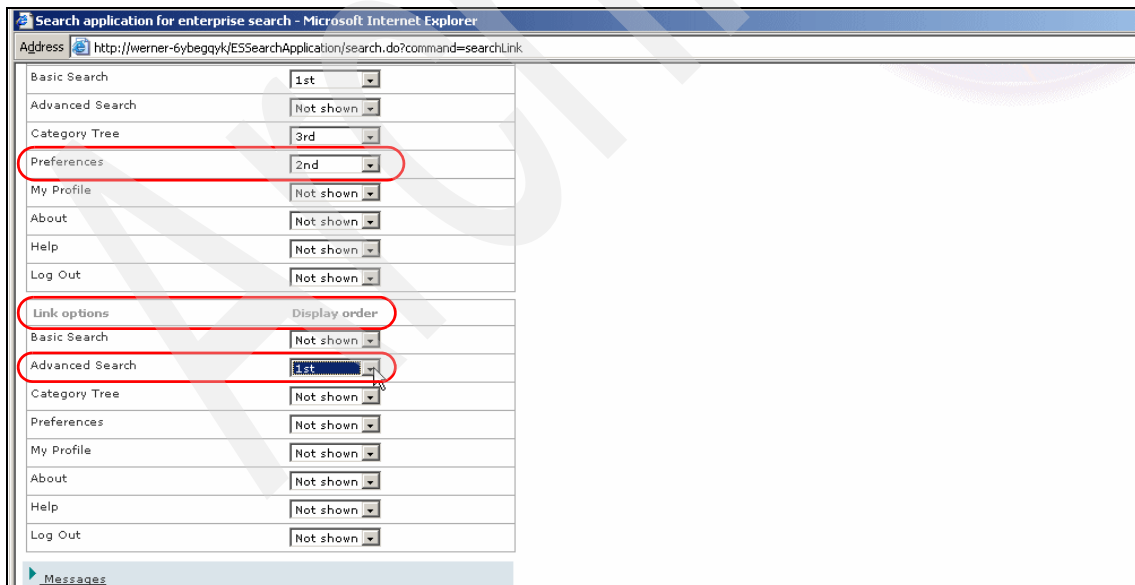 Search application for enterprise search - Microsoft Internet Explorer
Address http://werner-6ybegqyk/ESSearchApplication/search.do?command=searchLink
Basic Search 1st
Advanced Search Not shown
Category Tree 3rd
Preferences 2nd
My Profile Not shown
About Not shown
Help Not shown
Log Out Not shown
Link options Display order
Basic Search Not shown
Advanced Search 1st
Category Tree Not shown
Preferences Not shown
My Profile Not shown
About Not shown
Help Not shown
Log Out Not shown
Messages